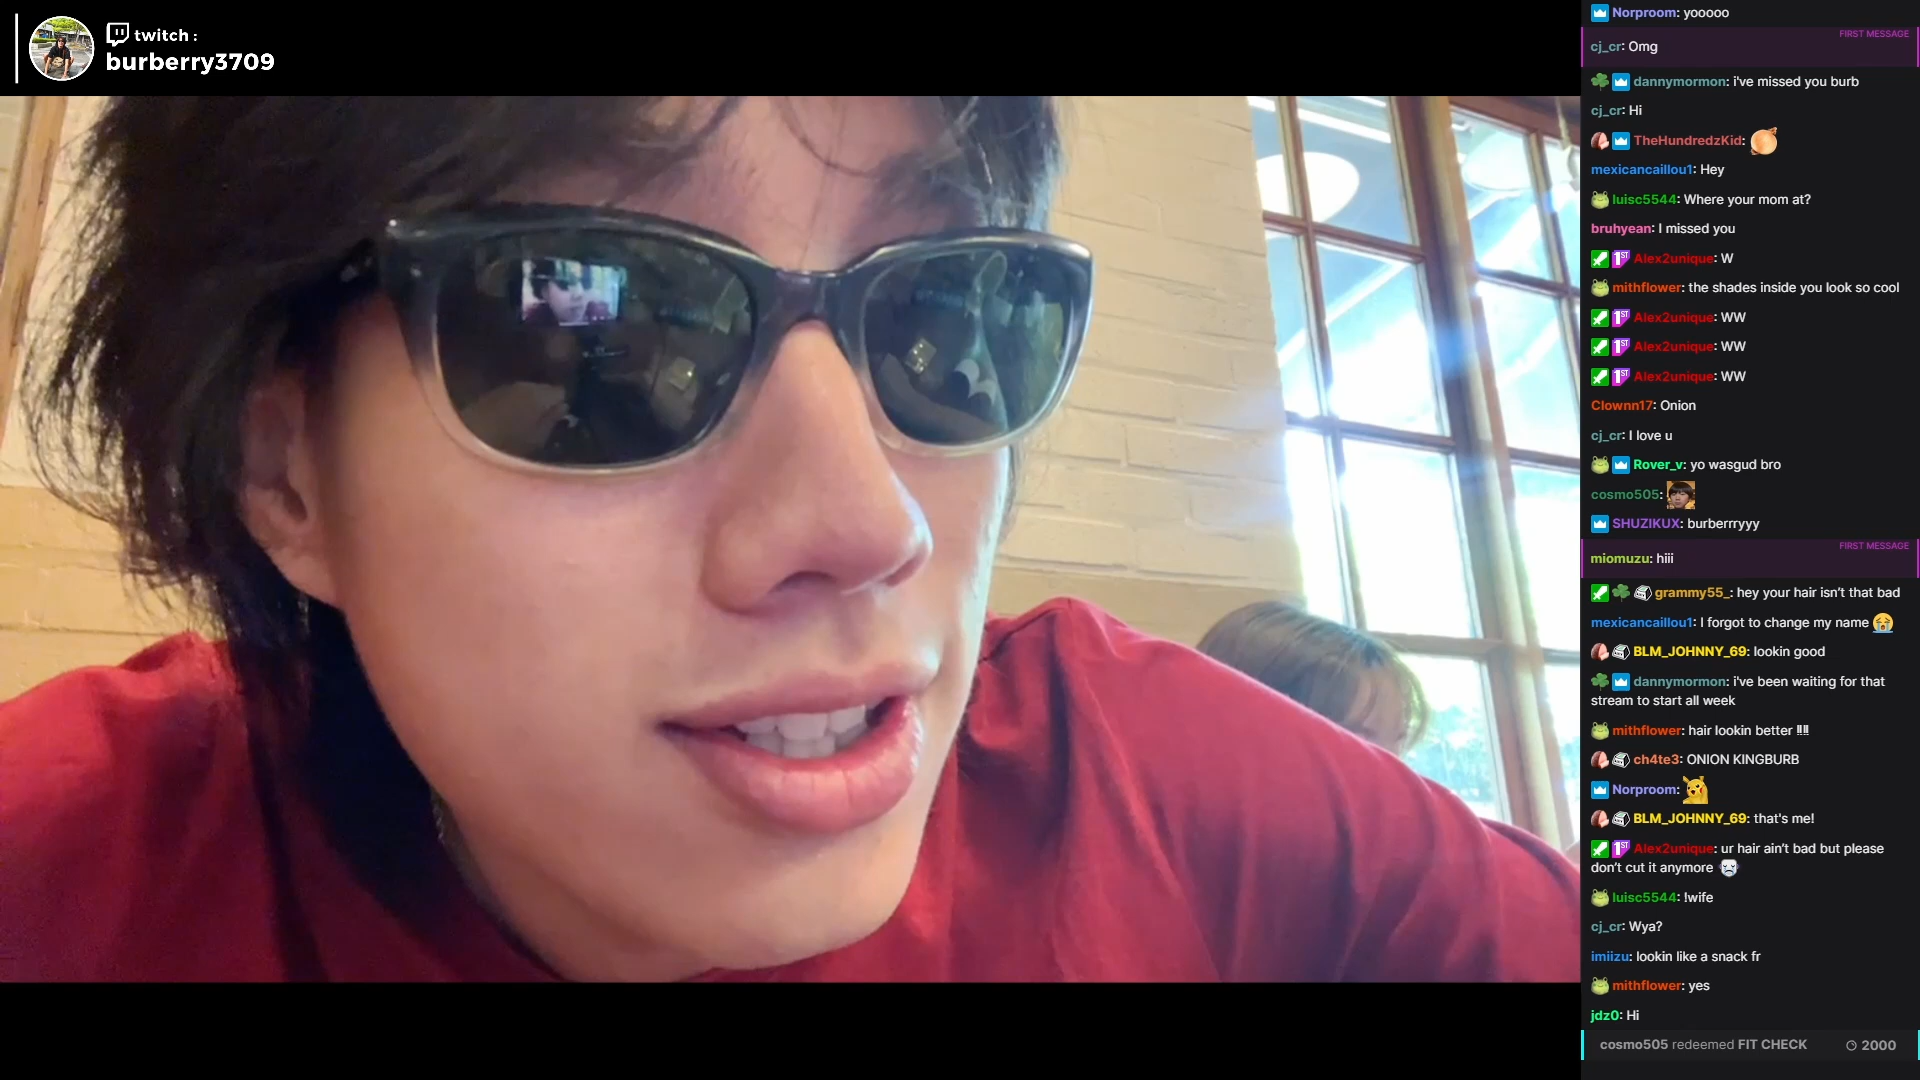 twitch :
burberry3709
Norproom: yooooo
FIRST MESSAGE
cj_cr: Omg
dannymormon: i've missed you burb
cj_cr: Hi
TheHundredzKid:
mexicancaillou1: Hey
luisc5544: Where your mom at?
bruhyean: I missed you
1ST Alex2unique: W
mithflower: the shades inside you look so cool
1ST Alex2unique: WW
1ST Alex2unique: WW
1ST Alex2unique: WW
Clownn17: Onion
cj_cr: I love u
Rover_v: yo wasgud bro
cosmo505:
SHUZIKUX: burberrryyy
FIRST MESSAGE
miomuzu: hiii
grammy55_: hey your hair isn't that bad
mexicancaillou1: I forgot to change my name 😭
BLM_JOHNNY_69: lookin good
dannymormon: i've been waiting for that
stream to start all week
mithflower: hair lookin better !!!!
ch4te3: ONION KINGBURB
Norproom:
BLM_JOHNNY_69: that's me!
1ST Alex2unique: ur hair ain't bad but please
don't cut it anymore
luisc5544: !wife
cj_cr: Wya?
imiizu: lookin like a snack fr
mithflower: yes
jdz0: Hi
cosmo505 redeemed FIT CHECK 2000